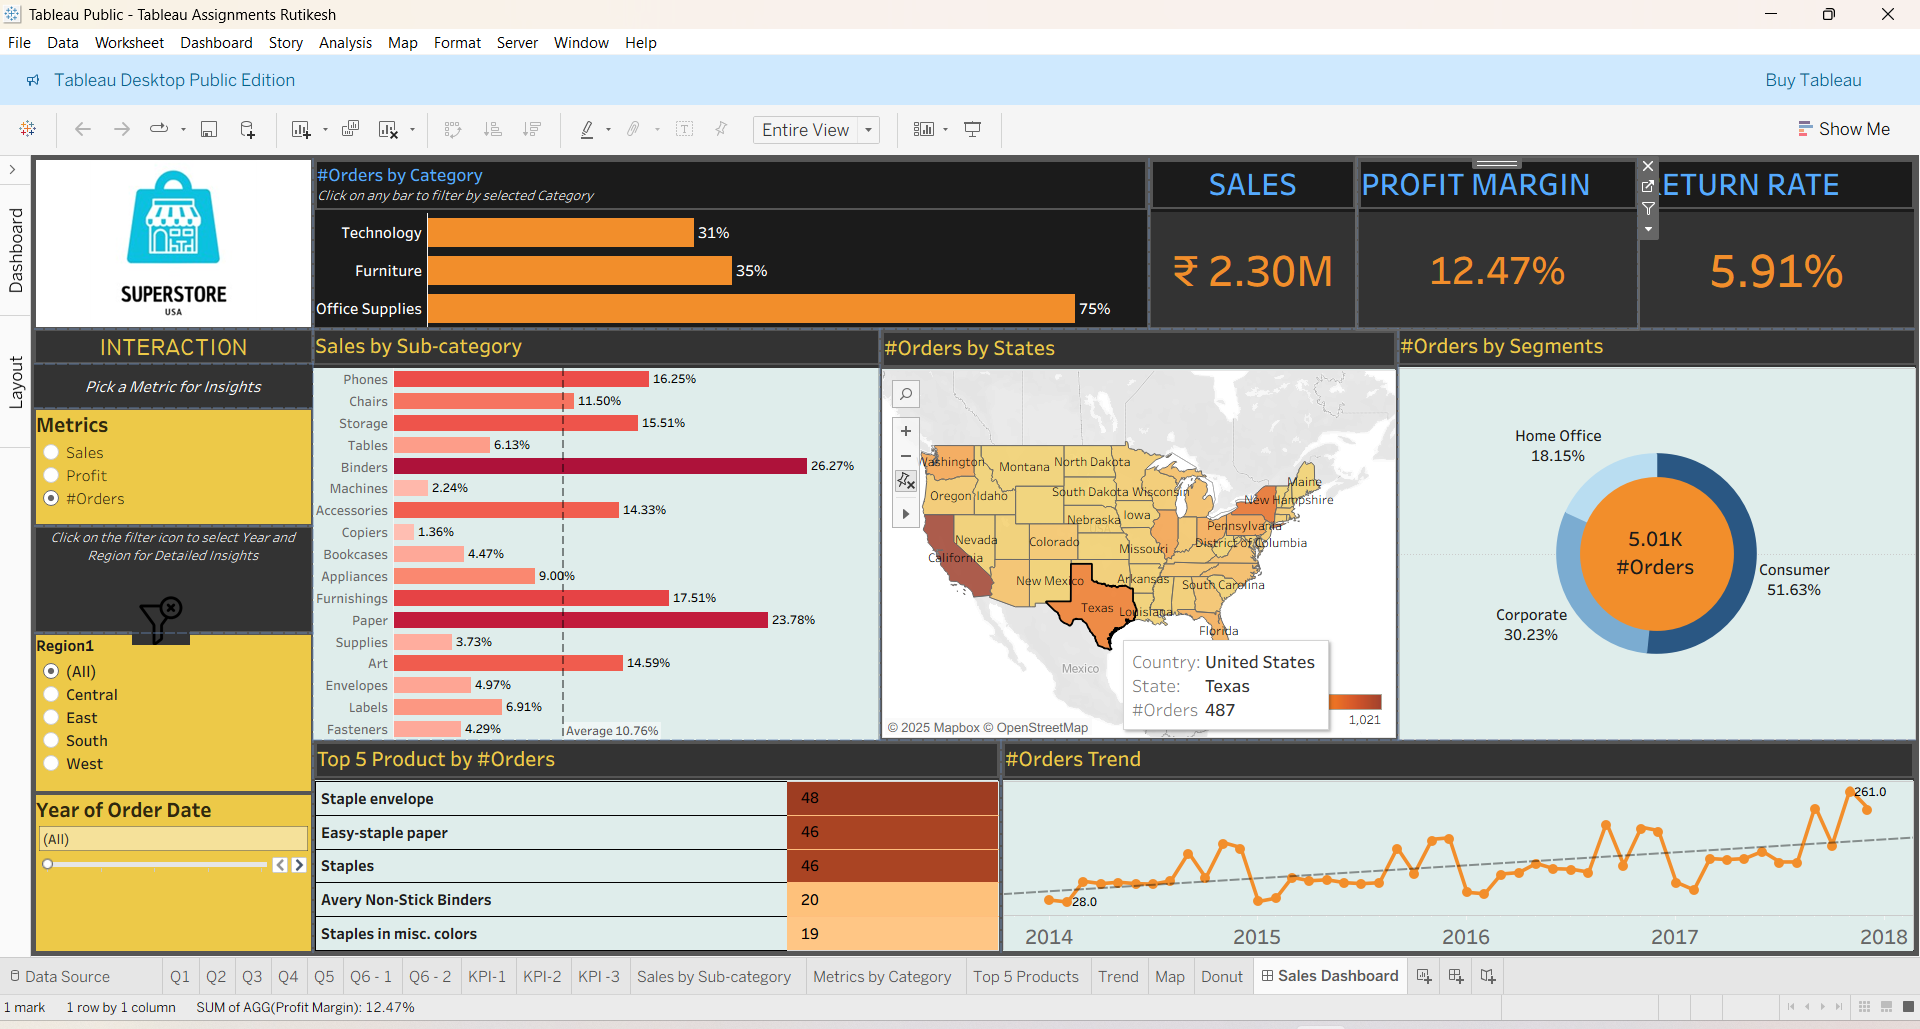 Tableau Public - Tableau Assignments Rutikesh
File Data Worksheet Dashboard Story Analysis Map Format Server Window Help
Tableau Desktop Public Edition
Buy Tableau
Entire View
Show Me
Dashboard
Layout
SUPERSTORE
USA
#Orders by Category
Click on any bar to filter by selected Category
Technology 31%
Furniture 35%
Office Supplies 75%
SALES
₹ 2.30M
PROFIT MARGIN
12.47%
ETURN RATE
5.91%
INTERACTION
Pick a Metric for Insights
Metrics
Sales
Profit
#Orders
Click on the filter icon to select Year and
Region for Detailed Insights
Region1
(All)
Central
East
South
West
Year of Order Date
(All)
Sales by Sub-category
Phones 16.25%
Chairs 11.50%
Storage 15.51%
Tables 6.13%
Binders 26.27%
Machines 2.24%
Accessories 14.33%
Copiers 1.36%
Bookcases 4.47%
Appliances 9.00%
Furnishings 17.51%
Paper 23.78%
Supplies 3.73%
Art 14.59%
Envelopes 4.97%
Labels 6.91%
Fasteners 4.29%
Average 10.76%
#Orders by States
Washington Montana North Dakota
Maine
Oregon Idaho South Dakota Wisconsin New Hampshire
Nebraska Iowa Pennsylvania
Nevada Colorado Missouri District of Columbia
California
New Mexico Arkansas South Carolina
Texas Louisiana
Florida
Mexico
Country: United States
State: Texas
#Orders 487
1,021
© 2025 Mapbox © OpenStreetMap
#Orders by Segments
Home Office
18.15%
5.01K
#Orders
Consumer
51.63%
Corporate
30.23%
Top 5 Product by #Orders
Staple envelope 48
Easy-staple paper 46
Staples 46
Avery Non-Stick Binders 20
Staples in misc. colors 19
#Orders Trend
261.0
28.0
2014 2015 2016 2017 2018
Data Source Q1 Q2 Q3 Q4 Q5 Q6 - 1 Q6 - 2 KPI-1 KPI-2 KPI -3 Sales by Sub-category Metrics by Category Top 5 Products Trend Map Donut Sales Dashboard
1 mark 1 row by 1 column SUM of AGG(Profit Margin): 12.47%